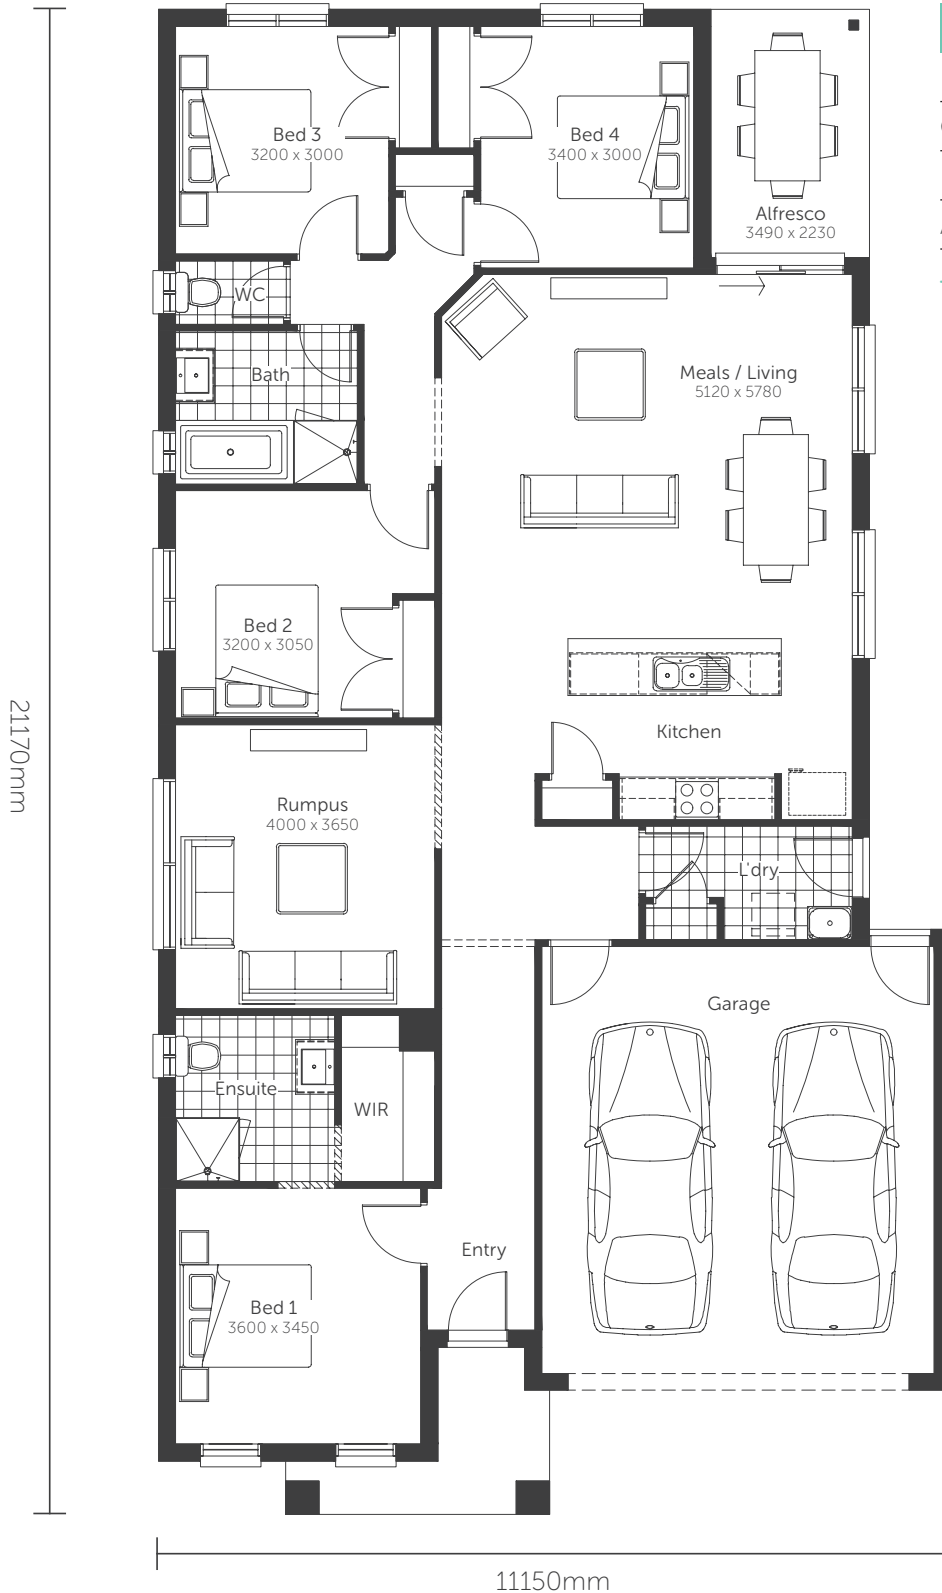 Bed 3
3200 x 3000
Bed 4
3400 x 3000
Alfresco
3490 x 2230
WC
Bath
Meals / Living
5120 x 5780
Bed 2
3200 x 3050
Kitchen
21170mm
Rumpus
4000 x 3650
L'dry
Garage
Ensuite
WIR
Entry
Bed 1
3600 x 3450
11150mm